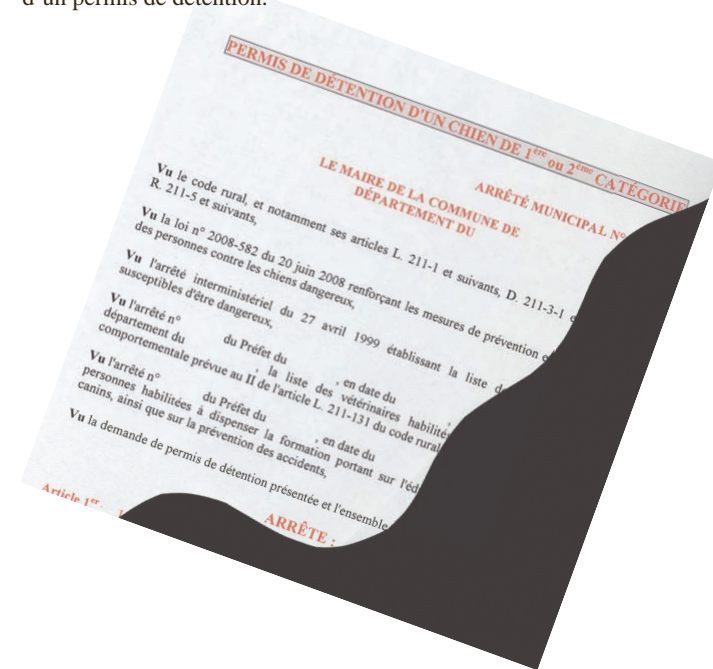 d'un permis de détention.
PERMIS DE DÉTENTION D'UN CHIEN DE 1ère ou 2ème CATÉGORIE
ARRÊTÉ MUNICIPAL N°
LE MAIRE DE LA COMMUNE DE
DÉPARTEMENT DU
Vu le code rural, et notamment ses articles L. 211-1 et suivants, D. 211-3-1
R. 211-5 et suivants,
Vu la loi n° 2008-582 du 20 juin 2008 renforçant les mesures de prévention
des personnes contre les chiens dangereux,
Vu l'arrêté interministériel du 27 avril 1999 établissant la liste
susceptibles d'être dangereux,
Vu l'arrêté n° du Préfet du , en date du
département du , la liste des vétérinaires
comportementale prévue au II de l'article L. 211-131 du code rural
Vu l'arrêté n° du Préfet du , en date du
personnes habilitées à dispenser la formation portant sur
canins, ainsi que sur la prévention des accidents,
Vu la demande de permis de détention présentée et l'ensemble
ARRÊTE :
Article 1er